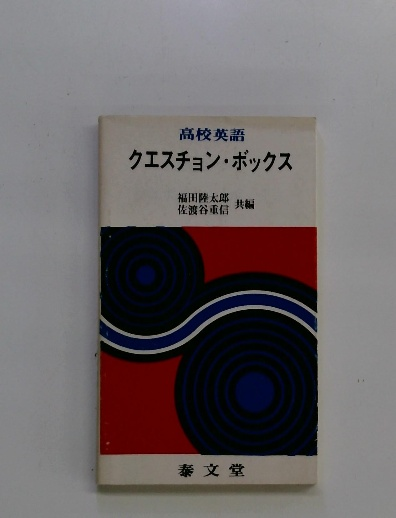 高校英語
クエスチョン・ボックス
福田陸太郎
佐渡谷重信 共編
泰文堂